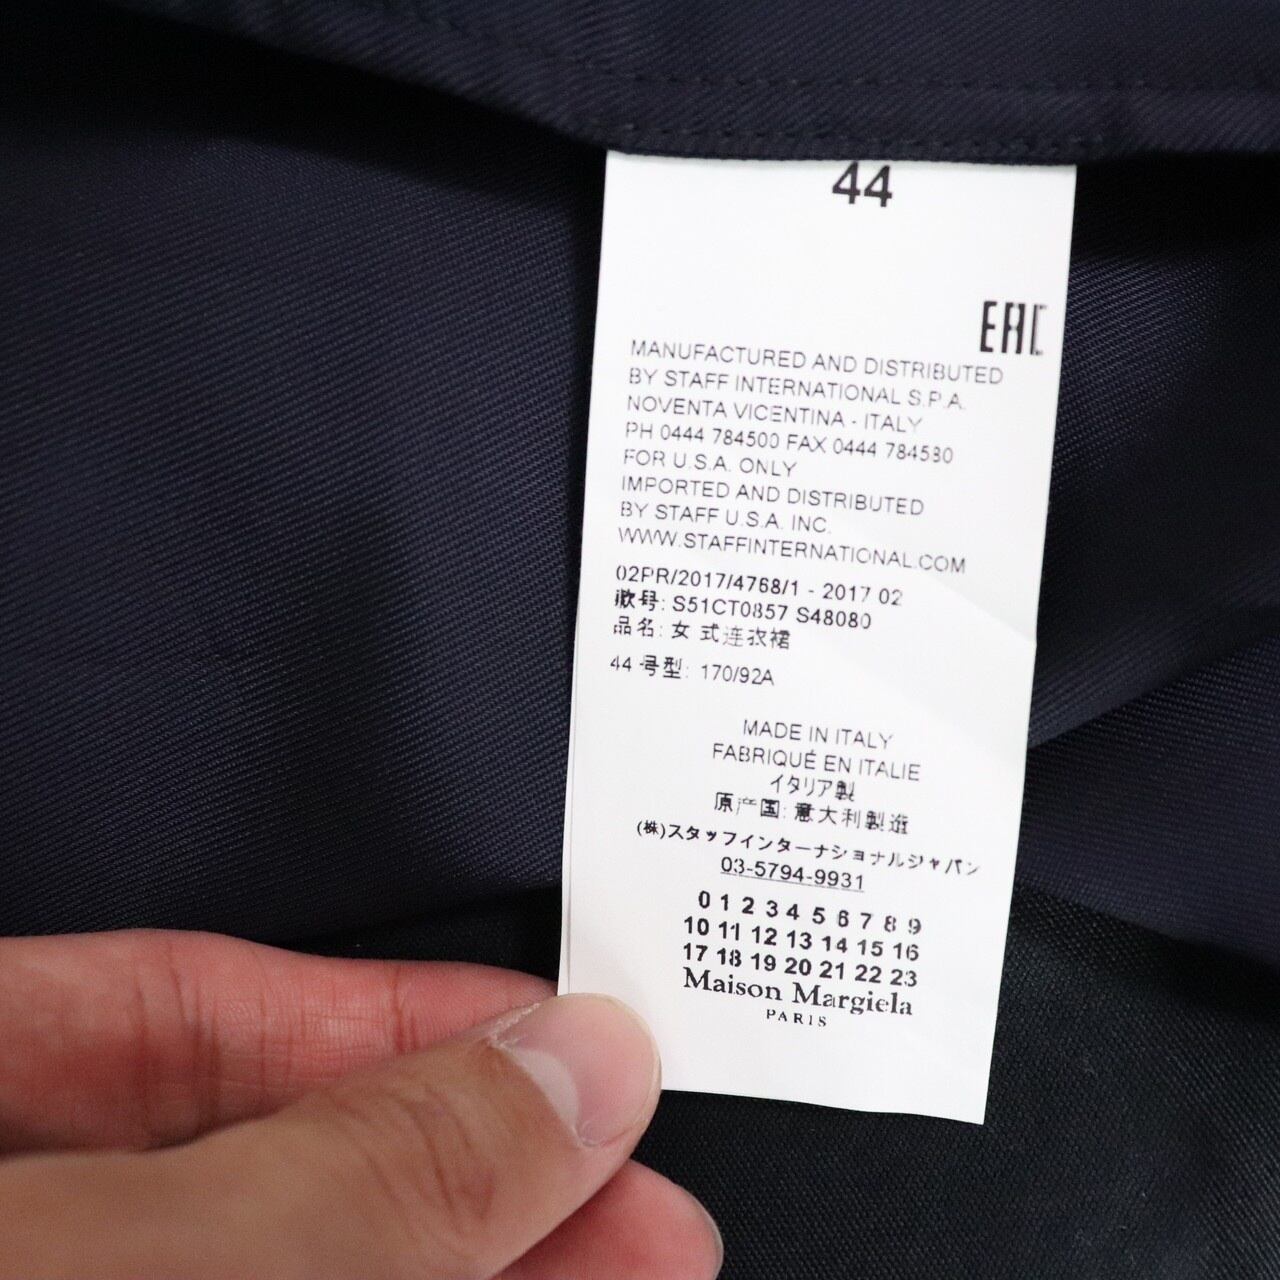 44
EAC
MANUFACTURED AND DISTRIBUTED
BY STAFF INTERNATIONAL S.P.A.
NOVENTA VICENTINA - ITALY
PH 0444 784500 FAX 0444 784530
FOR U.S.A. ONLY
IMPORTED AND DISTRIBUTED
BY STAFF U.S.A. INC.
WWW.STAFFINTERNATIONAL.COM
02PR/2017/4768/1 - 2017 02
款号: S51CT0857 S48080
品名: 女 式连衣裙
44 号型: 170/92A
MADE IN ITALY
FABRIQUÉ EN ITALIE
イタリア製
原产国: 意大利製造
(株)スタッフインターナショナルジャパン
03-5794-9931
0 1 2 3 4 5 6 7 8 9
10 11 12 13 14 15 16
17 18 19 20 21 22 23
Maison Margiela
PARIS